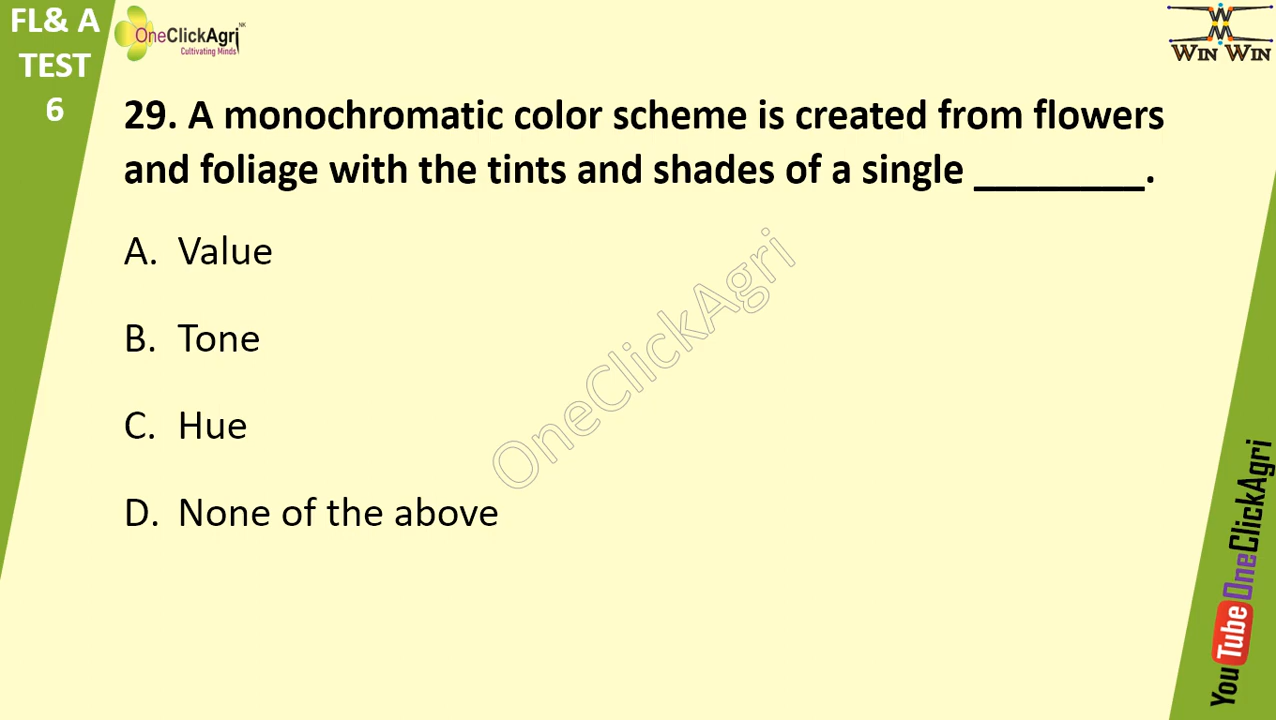 FL& A
TEST
6
OneClickAgri NK
Cultivating Minds
WIN WIN
29. A monochromatic color scheme is created from flowers
and foliage with the tints and shades of a single ________.
A. Value
B. Tone
C. Hue
D. None of the above
OneClickAgri
YouTube OneClickAgri